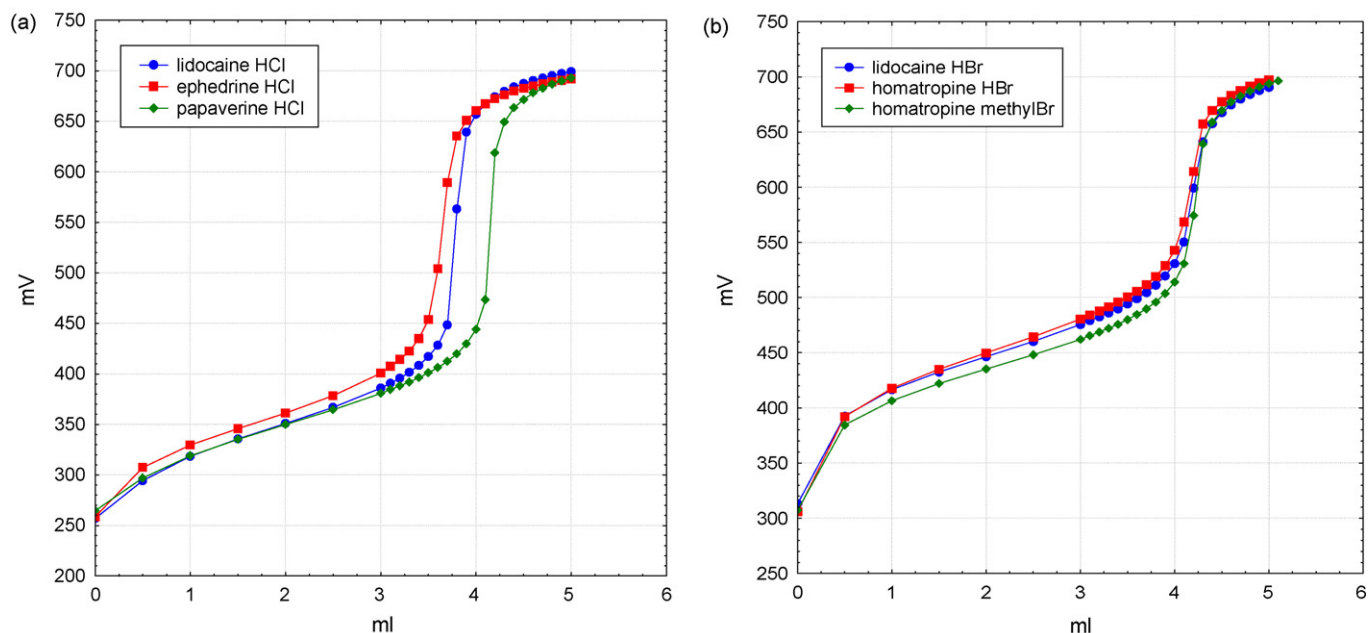 (a)
750
700
650
600
550
500
450
400
350
300
250
200
mV
lidocaine HCl
ephedrine HCl
papaverine HCl
0 1 2 3 4 5 6
ml
(b)
750
700
650
600
550
500
450
400
350
300
250
mV
lidocaine HBr
homatropine HBr
homatropine methylBr
0 1 2 3 4 5 6
ml